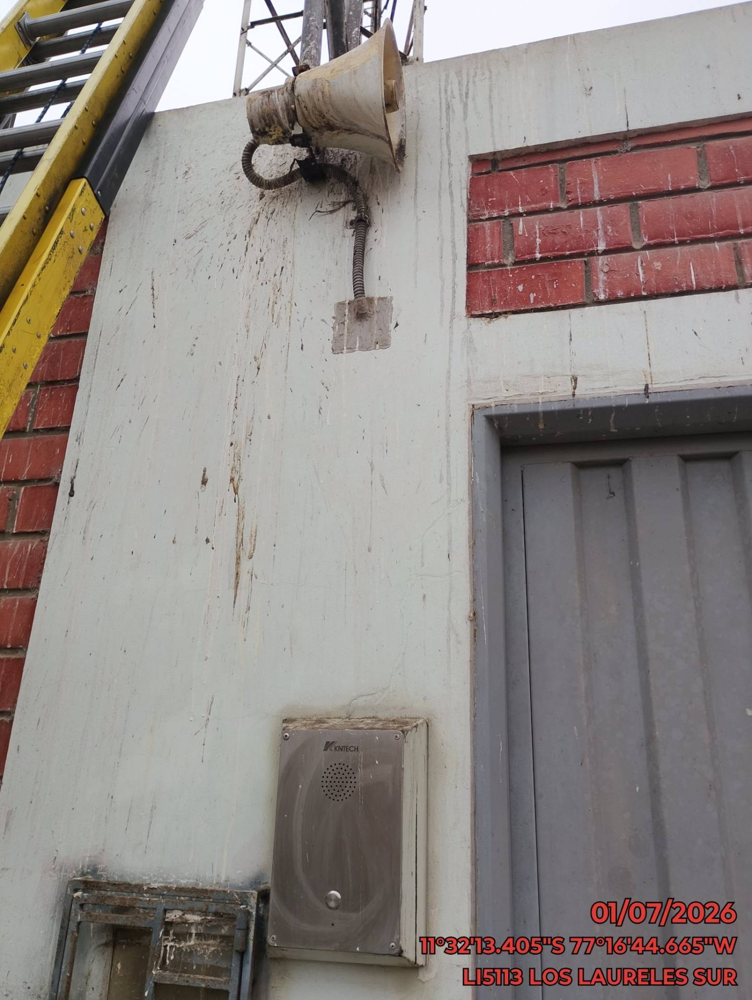 KNTECH
01/07/2026
11°32'13.405"S 77°16'44.665"W
LI5113 LOS LAURELES SUR